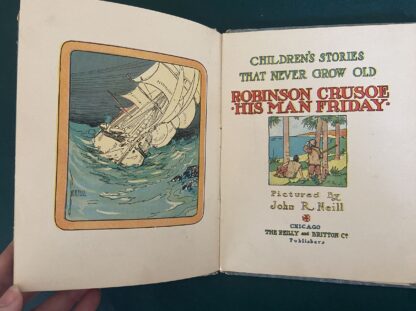 CHILDREN'S STORIES
THAT NEVER GROW OLD
ROBINSON CRUSOE
·HIS MAN FRIDAY·
Pictured By
John R. Neill
CHICAGO
THE REILLY and BRITTON Co.
Publishers